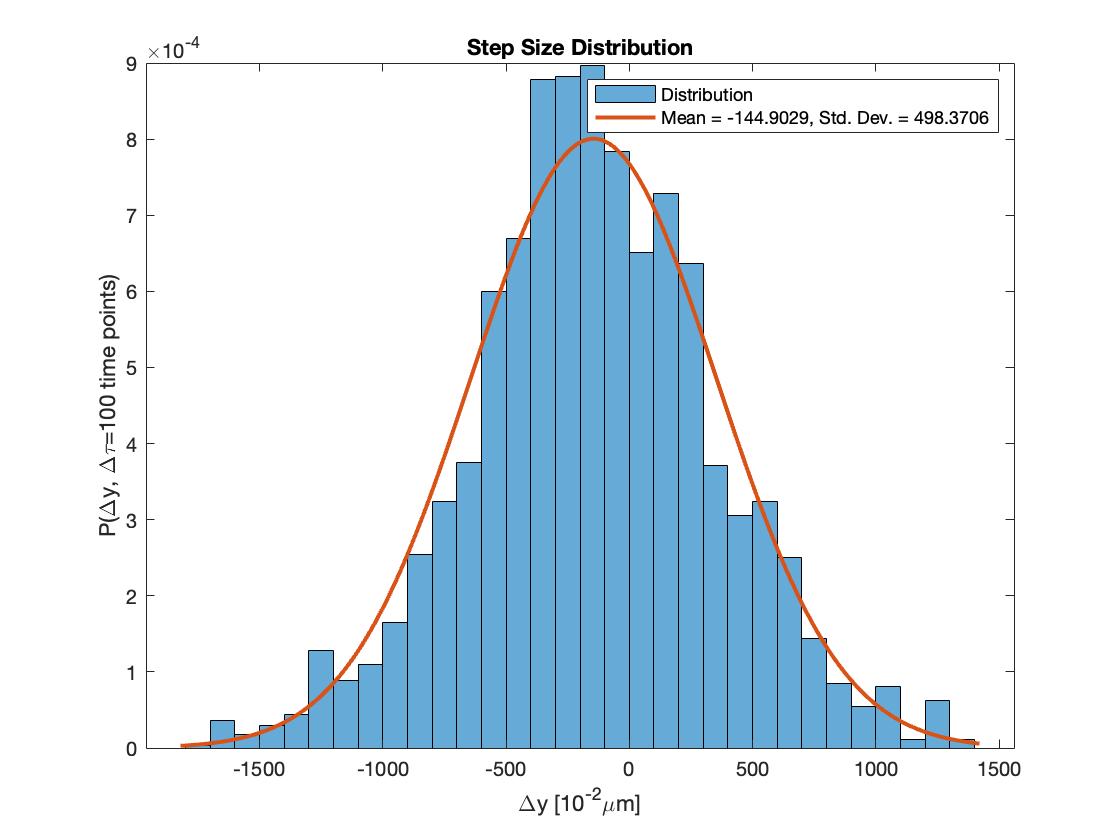 Step Size Distribution
×10⁻⁴
Distribution
Mean = -144.9029, Std. Dev. = 498.3706
9
8
7
6
5
4
3
2
1
0
P(Δy, Δτ=100 time points)
-1500 -1000 -500 0 500 1000 1500
Δy [10⁻²μm]